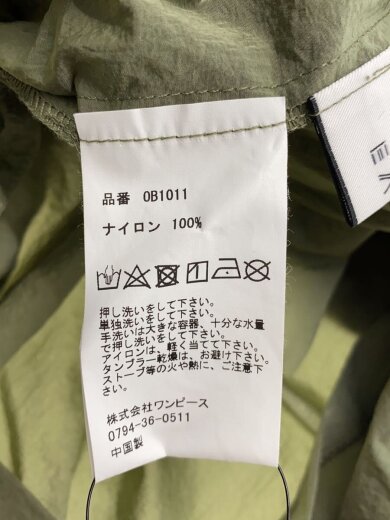 品番 OB1011
ナイロン 100%
押し洗いをして下さい。
単独洗いをして下さい。
手洗いは大きな容器、十分な水量
で押し洗いをして下さい。
アイロンは、軽く当てて下さい。
タンブラー乾燥は、お避け下さい。
ストーブ等の火や熱に、ご注意下
さい。
株式会社ワンピース
0794-36-0511
中国製